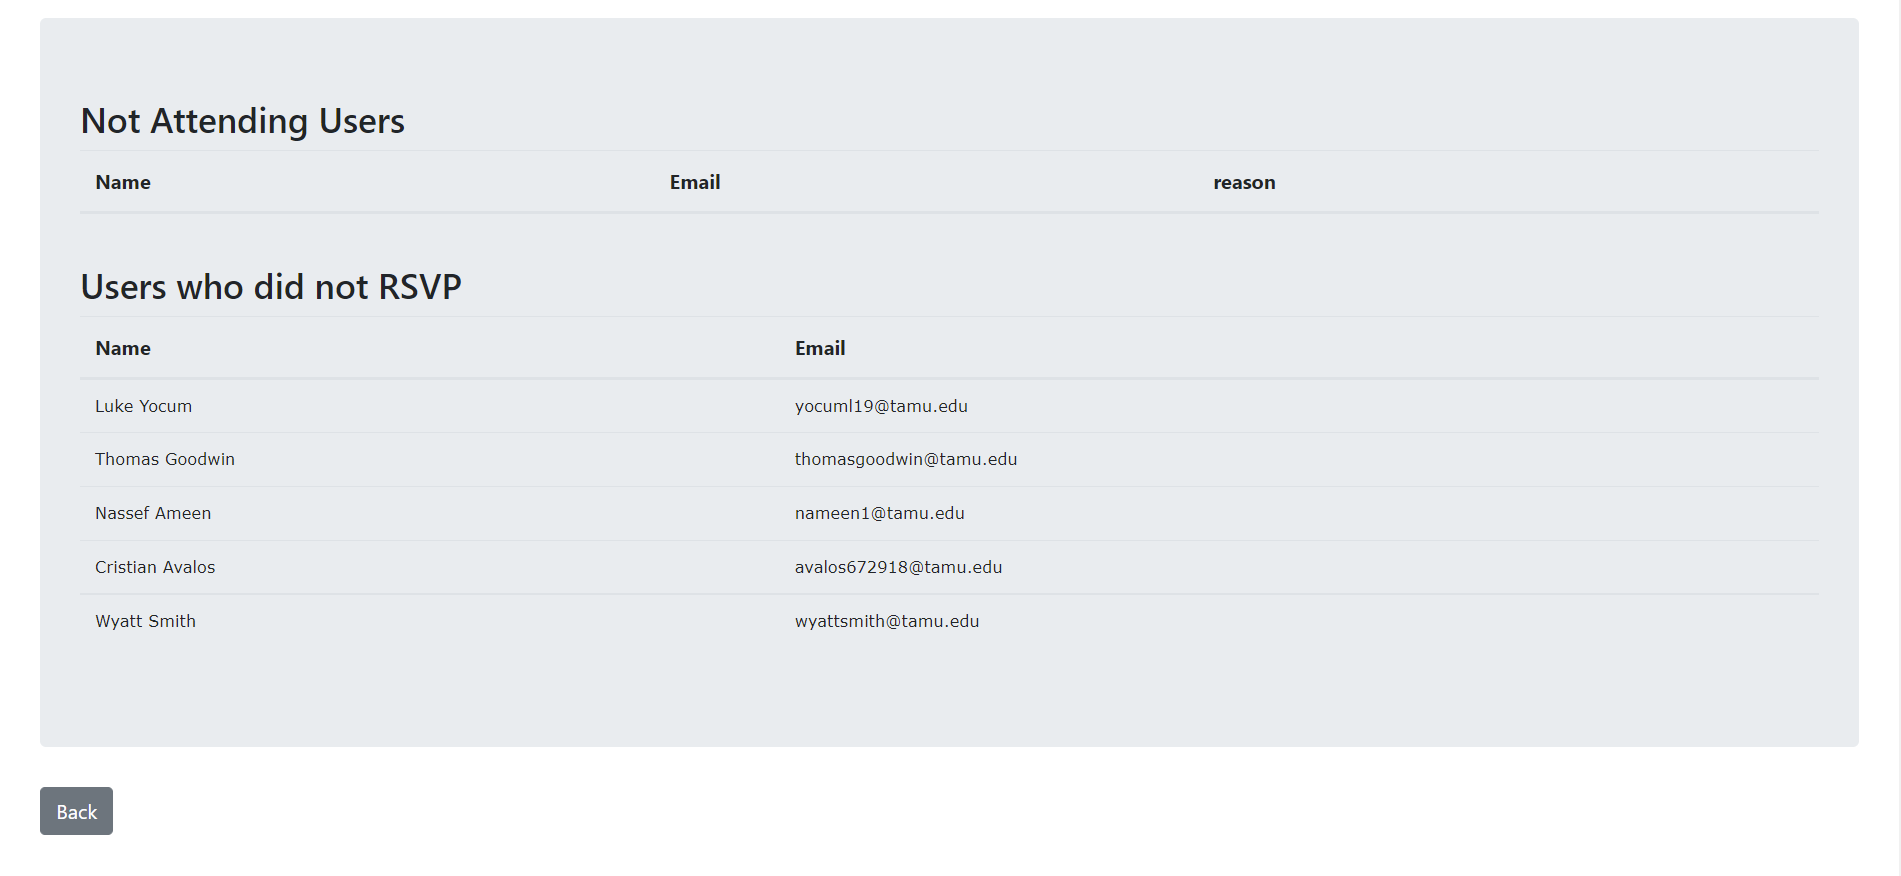 Not Attending Users
Name Email reason
Users who did not RSVP
Name Email
Luke Yocum yocuml19@tamu.edu
Thomas Goodwin thomasgoodwin@tamu.edu
Nassef Ameen nameen1@tamu.edu
Cristian Avalos avalos672918@tamu.edu
Wyatt Smith wyattsmith@tamu.edu
Back